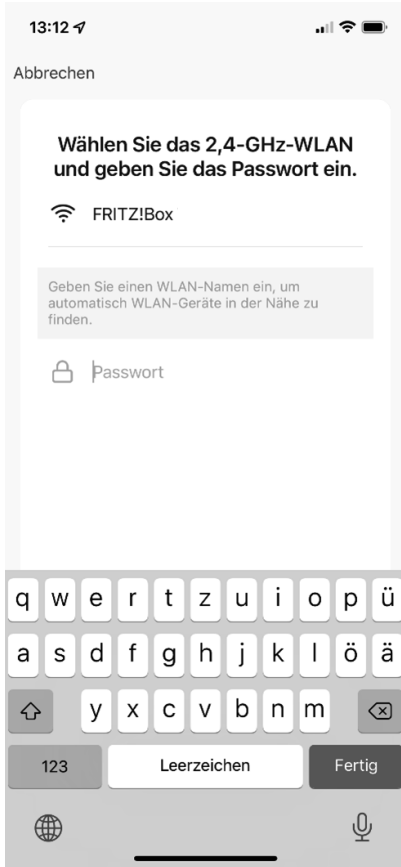 13:12
Abbrechen
Wählen Sie das 2,4-GHz-WLAN
und geben Sie das Passwort ein.
FRITZ!Box
Geben Sie einen WLAN-Namen ein, um
automatisch WLAN-Geräte in der Nähe zu
finden.
Passwort
q w e r t z u i o p ü
a s d f g h j k l ö ä
y x c v b n m
123 Leerzeichen Fertig